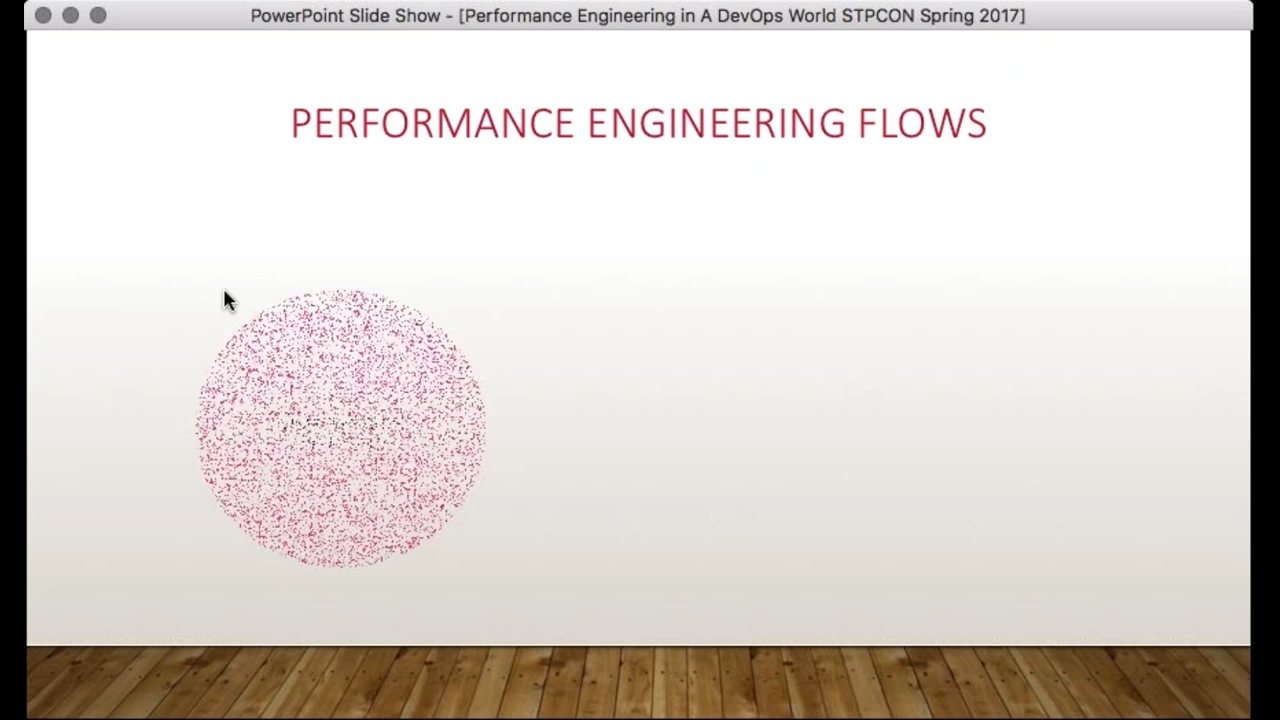 PowerPoint Slide Show - [Performance Engineering in A DevOps World STPCON Spring 2017]
PERFORMANCE ENGINEERING FLOWS